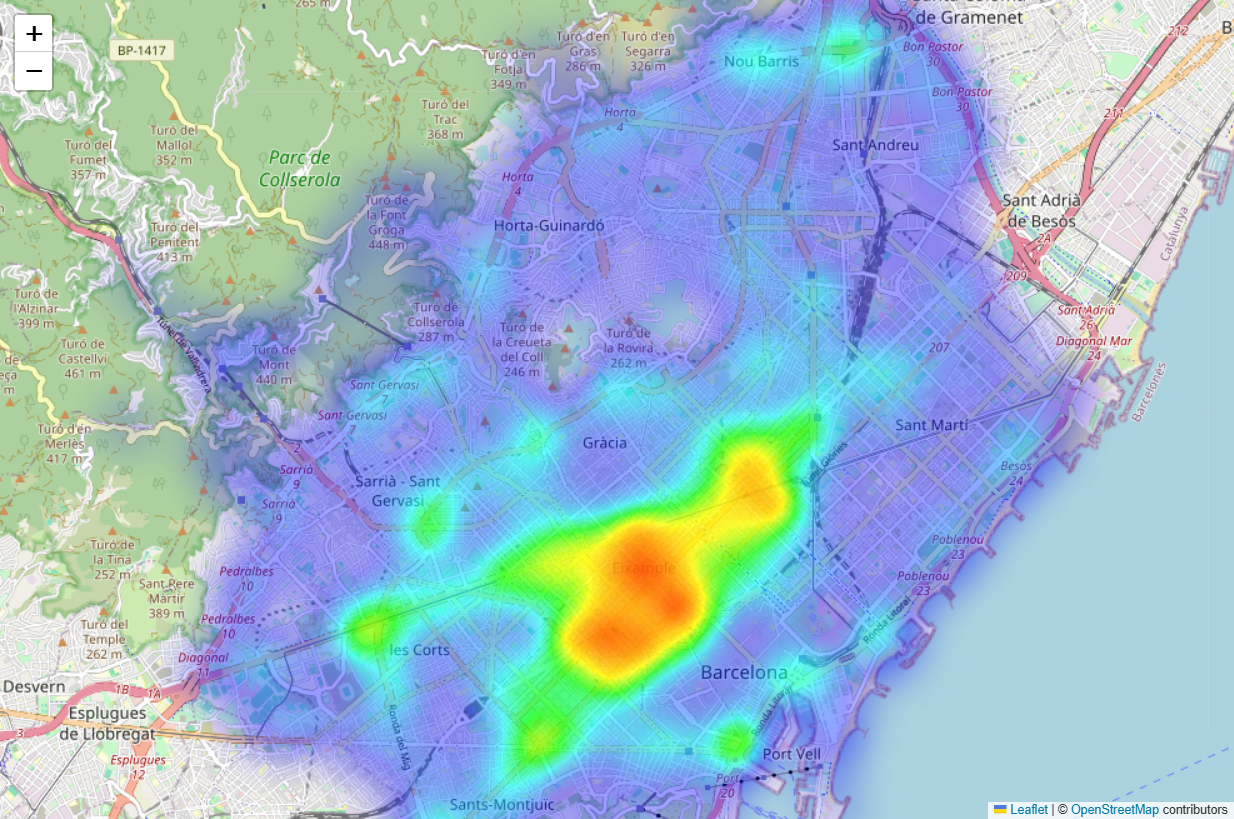 +
−
265 m
BP-1417
Turó d'en
Gras
286 m
Turó d'en
Segarra
326 m
Turó d'en
Fotja
349 m
de Gramenet
212
Nou Barris
Bon Pastor
30
Bon Pastor
30
211
Turó del
Trac
368 m
Horta
4
Turó del
Mallol
352 m
Turó del
Fumet
357 m
Parc de
Collserola
Sant Andreu
Horta
4
Turó de
la Font
Groga
448 m
Horta-Guinardó
Sant Adrià
de Besòs
2A
209
Catalunya
Turó del
Penitent
413 m
Turó de
l'Alzinar
399 m
Turó de
Collserola
287 m
Túnel de Vallvidrera
Turó de
la Creueta
del Coll
246 m
Turó de
la Rovira
262 m
Sant Adrià
26
Diagonal Mar
24
207
Turó de
Castellví
461 m
Turó de
Mont
440 m
Sant Gervasi
7
Sant Gervasi
7
Barcelonès
Turó d'en
Merlès
417 m
2
Sarrià
9
Gràcia
Sant Martí
Túnel Glòries
Besòs
24
Sarrià - Sant
Gervasi
Sarrià
9
Turó de
la Tina
252 m
Pedralbes
Poblenou
23
Sant Pere
Màrtir
389 m
Eixample
Poblenou
23
Pedralbes
10
Turó del
Temple
262 m
Ronda Litoral
Diagonal
11
les Corts
Barcelona
Desvern
1B
1A
Esplugues
de Llobregat
3
Ronda del Mig
Ronda Litoral
Esplugues
12
Port Vell
Port
20
Sants-Montjuïc
Leaflet | © OpenStreetMap contributors